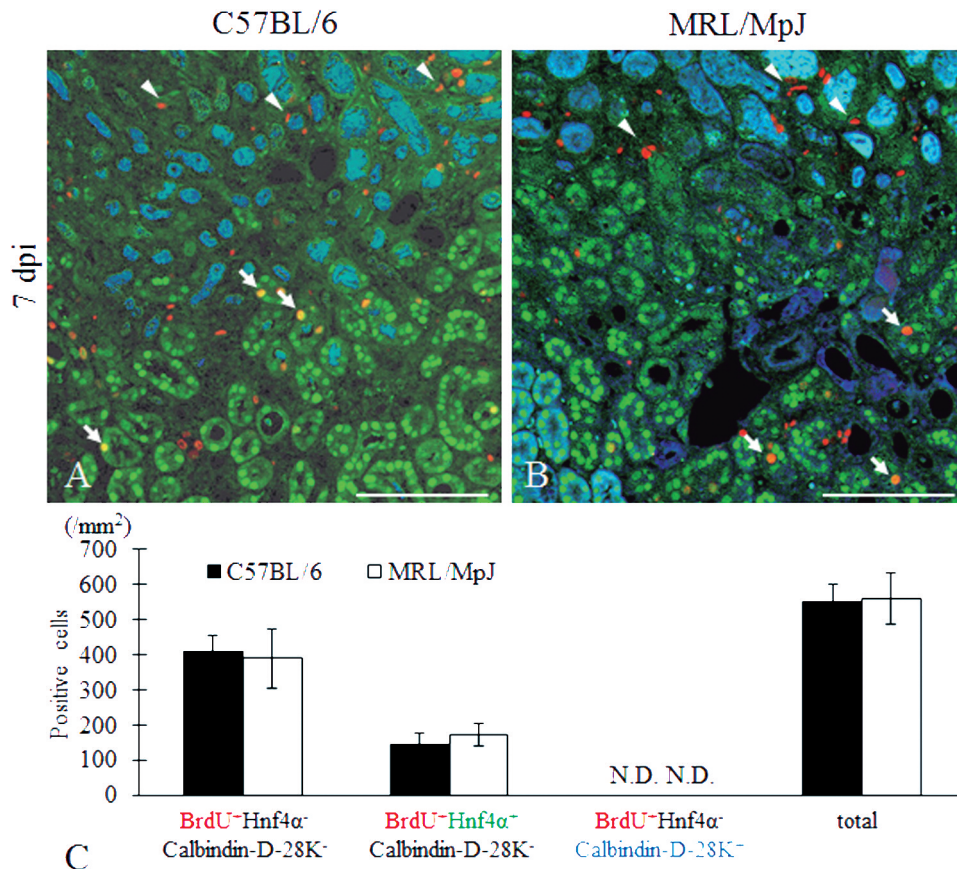 C57BL/6 MRL/MpJ
7 dpi
A B
(/mm²)
700
C57BL/6 MRL/MpJ
600
500
400
300
200
100
0
Positive cells
N.D. N.D.
BrdU⁺Hnf4α⁻ BrdU⁺Hnf4α⁺ BrdU⁺Hnf4α⁻ total
Calbindin-D-28K⁻ Calbindin-D-28K⁻ Calbindin-D-28K⁺
C